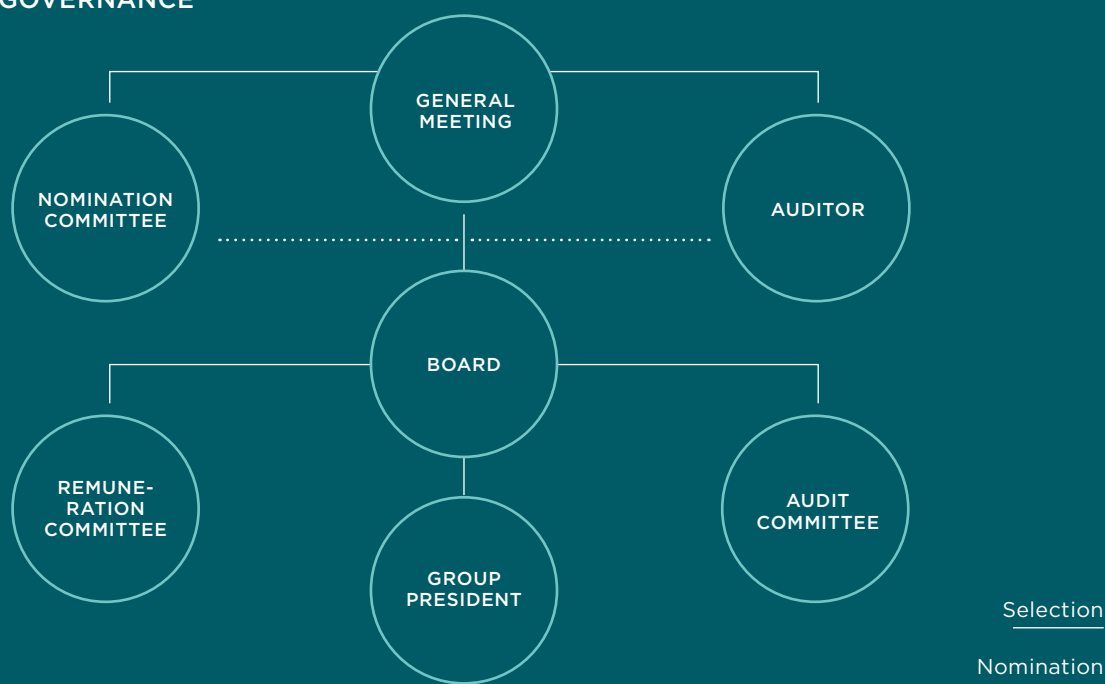 GOVERNANCE
GENERAL
MEETING
NOMINATION
COMMITTEE
AUDITOR
BOARD
REMUNE-
RATION
COMMITTEE
AUDIT
COMMITTEE
GROUP
PRESIDENT
Selection
Nomination